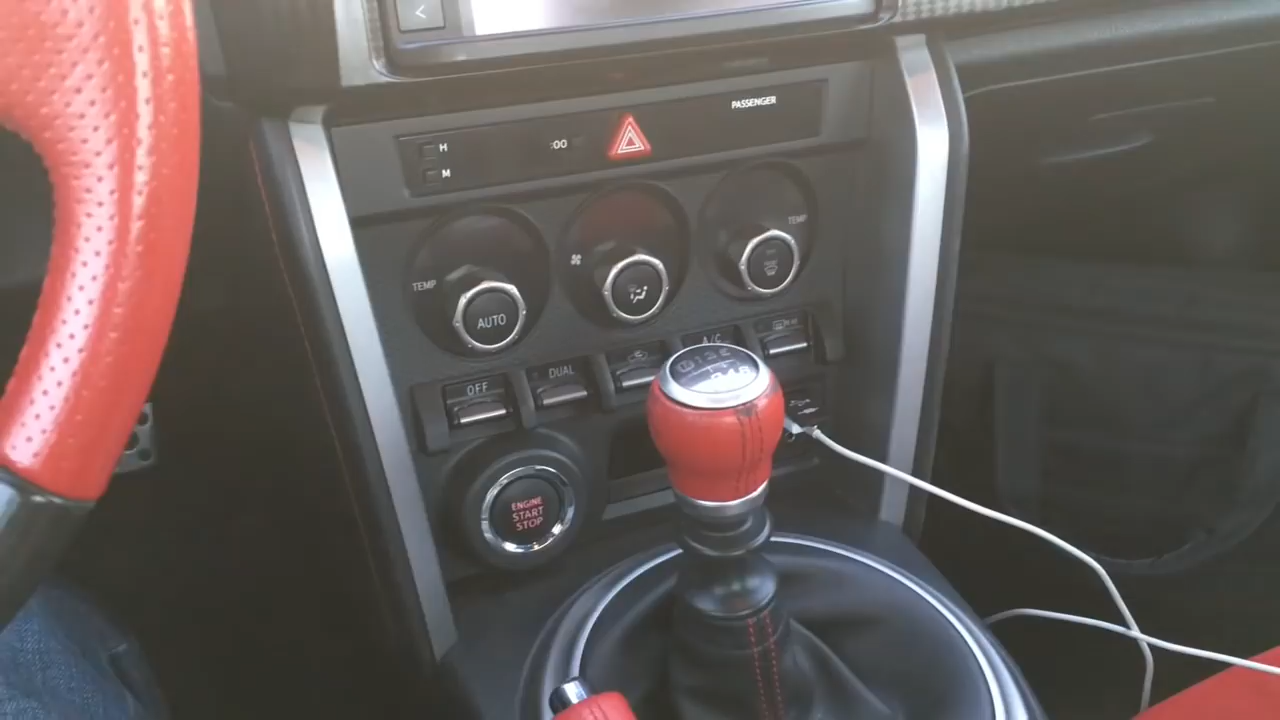 <
PASSENGER
H
:00
M
TEMP
TEMP
AUTO
A/C
DUAL
OFF
ENGINE
START
STOP